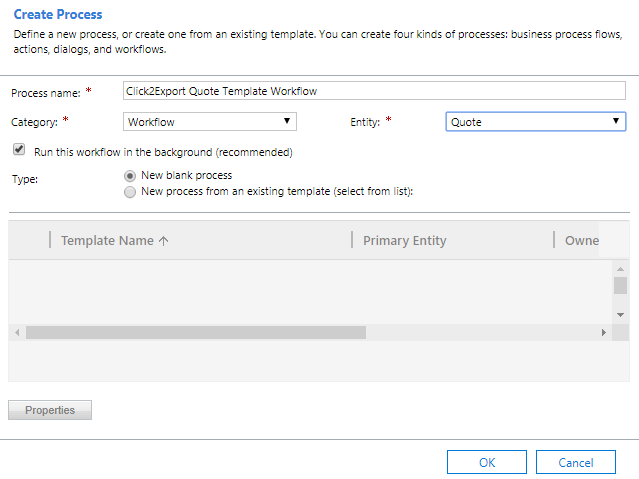 Create Process
Define a new process, or create one from an existing template. You can create four kinds of processes: business process flows,
actions, dialogs, and workflows.
Process name: * Click2Export Quote Template Workflow
Category: * Workflow Entity: * Quote
Run this workflow in the background (recommended)
Type: New blank process
New process from an existing template (select from list):
Template Name ↑ Primary Entity Owne
Properties
OK Cancel